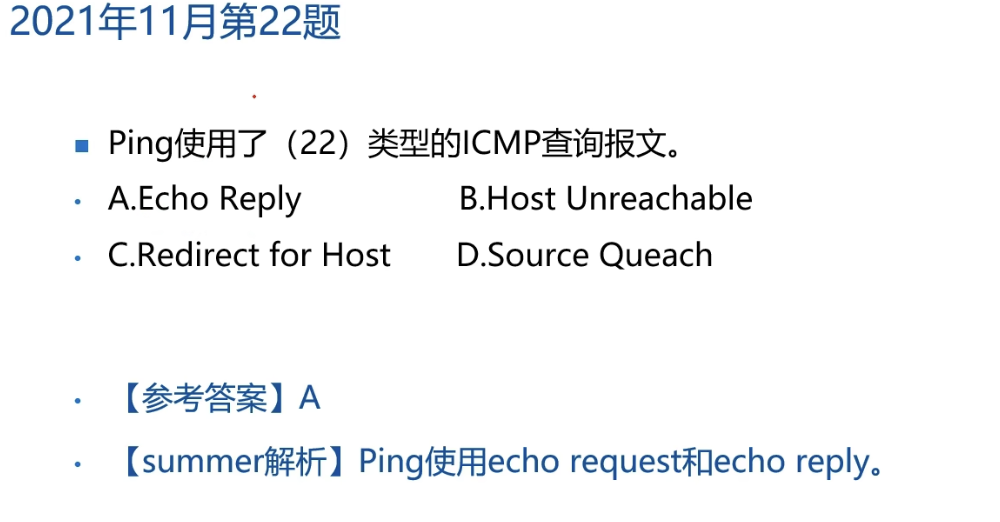 2021年11月第22题
Ping使用了（22）类型的ICMP查询报文。
A.Echo Reply B.Host Unreachable
C.Redirect for Host D.Source Queach
【参考答案】A
【summer解析】Ping使用echo request和echo reply。